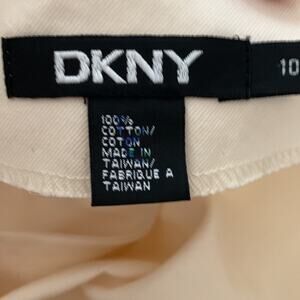 DKNY
10
100%
COTTON/
COTON
MADE IN
TAIWAN/
FABRIQUE A
TAIWAN